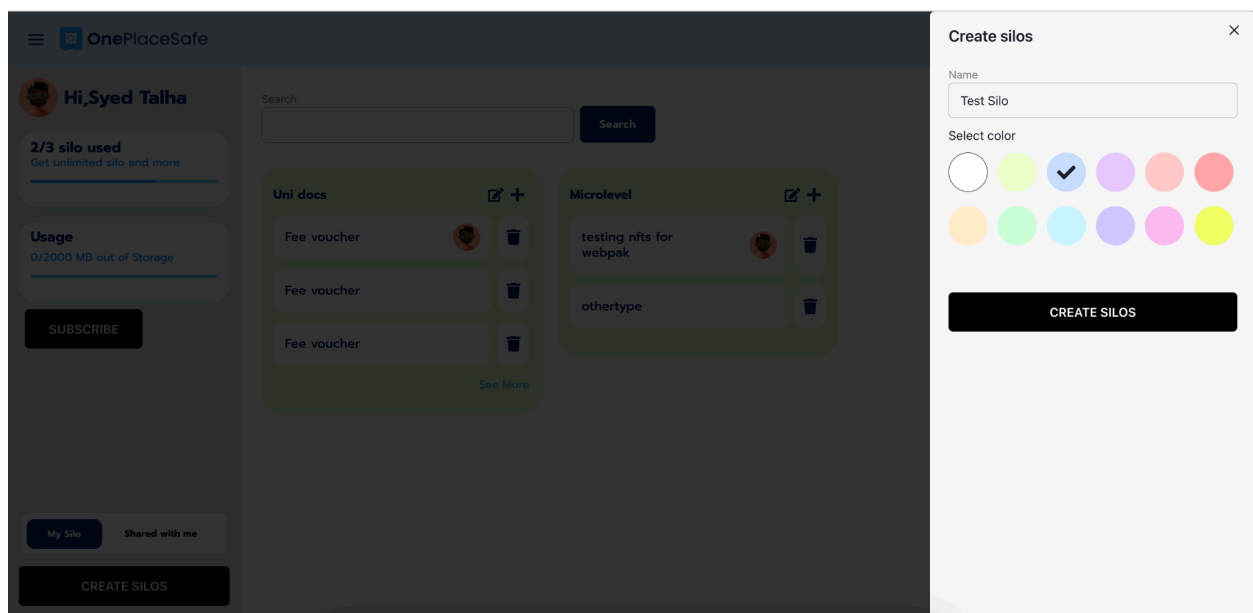 OnePlaceSafe
Hi,Syed Talha
2/3 silo used
Get unlimited silo and more
Usage
0/2000 MB out of Storage
SUBSCRIBE
My Silo
Shared with me
CREATE SILOS
Search
Search
Uni docs
Fee voucher
Fee voucher
Fee voucher
See More
Microlevel
testing nfts for
webpak
othertype
Create silos
Name
Test Silo
Select color
CREATE SILOS